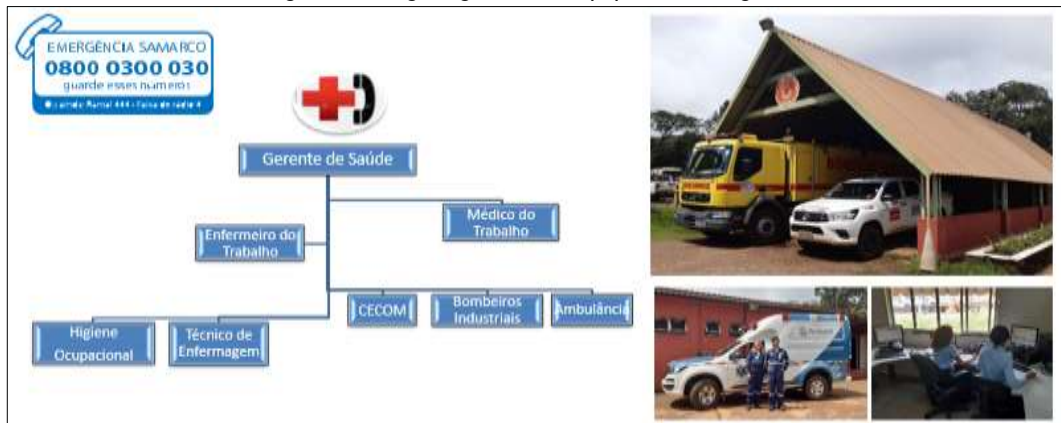 EMERGÊNCIA SAMARCO
0800 0300 030
guarde esses números
Gerente de Saúde
Médico do
Trabalho
Enfermeiro do
Trabalho
CECOM
Bombeiros
Industriais
Ambulância
Higiene
Ocupacional
Técnico de
Enfermagem